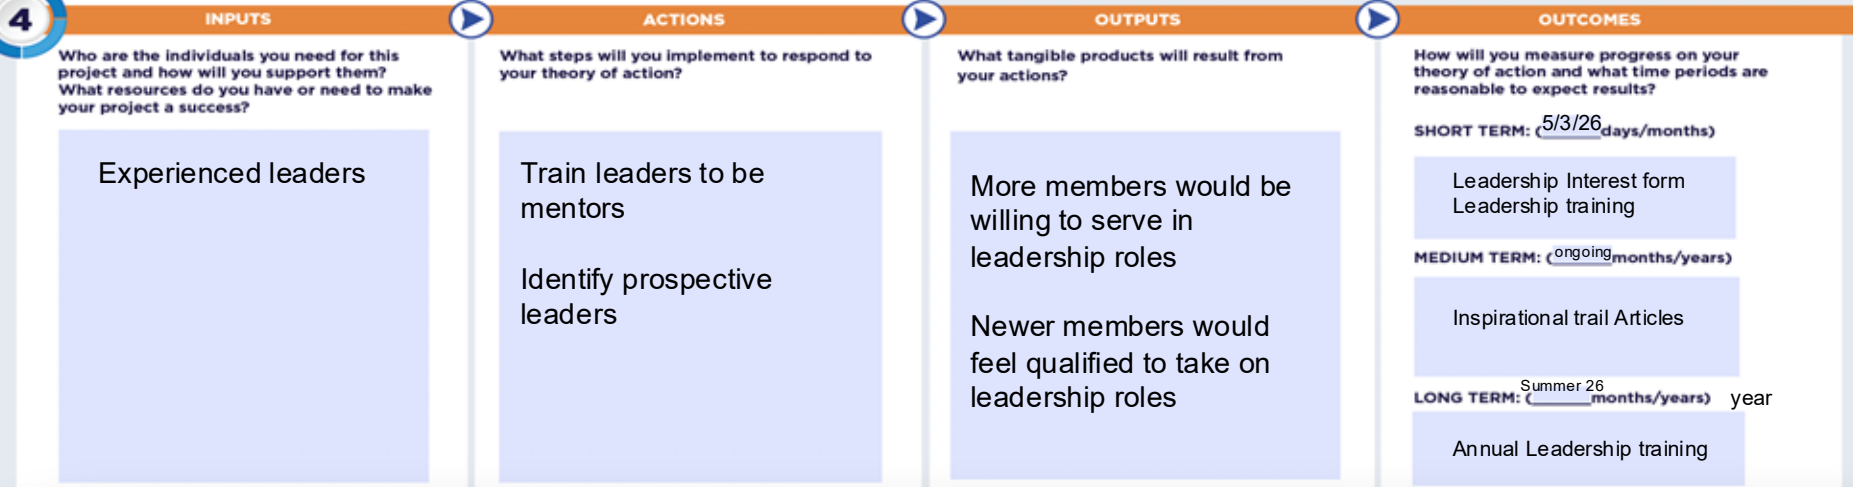 4
INPUTS
Who are the individuals you need for this
project and how will you support them?
What resources do you have or need to make
your project a success?
Experienced leaders
ACTIONS
What steps will you implement to respond to
your theory of action?
Train leaders to be
mentors
Identify prospective
leaders
OUTPUTS
What tangible products will result from
your actions?
More members would be
willing to serve in
leadership roles
Newer members would
feel qualified to take on
leadership roles
OUTCOMES
How will you measure progress on your
theory of action and what time periods are
reasonable to expect results?
SHORT TERM: (5/3/26 days/months)
Leadership Interest form
Leadership training
MEDIUM TERM: (ongoing months/years)
Inspirational trail Articles
Summer 26
LONG TERM: (______months/years) year
Annual Leadership training